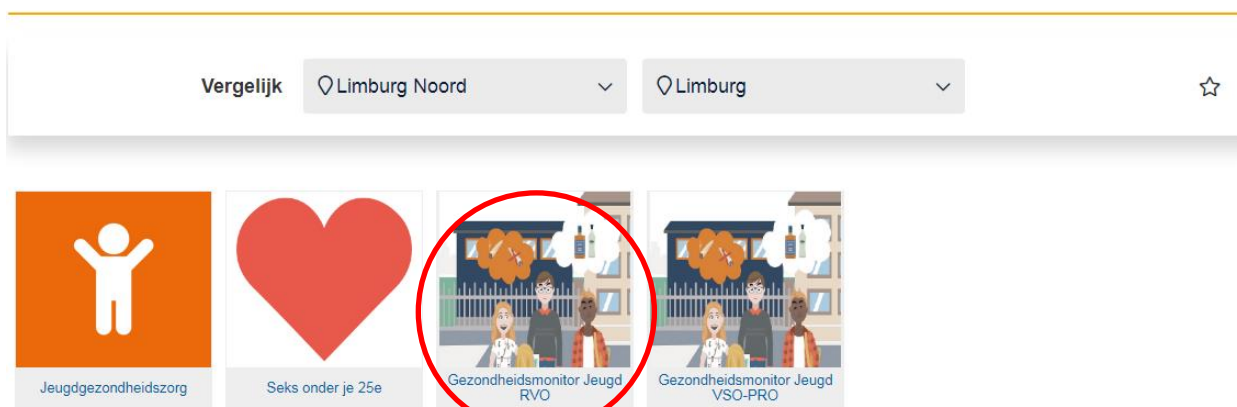 Vergelijk Limburg Noord Limburg
Jeugdgezondheidszorg
Seks onder je 25e
Gezondheidsmonitor Jeugd
RVO
Gezondheidsmonitor Jeugd
VSO-PRO